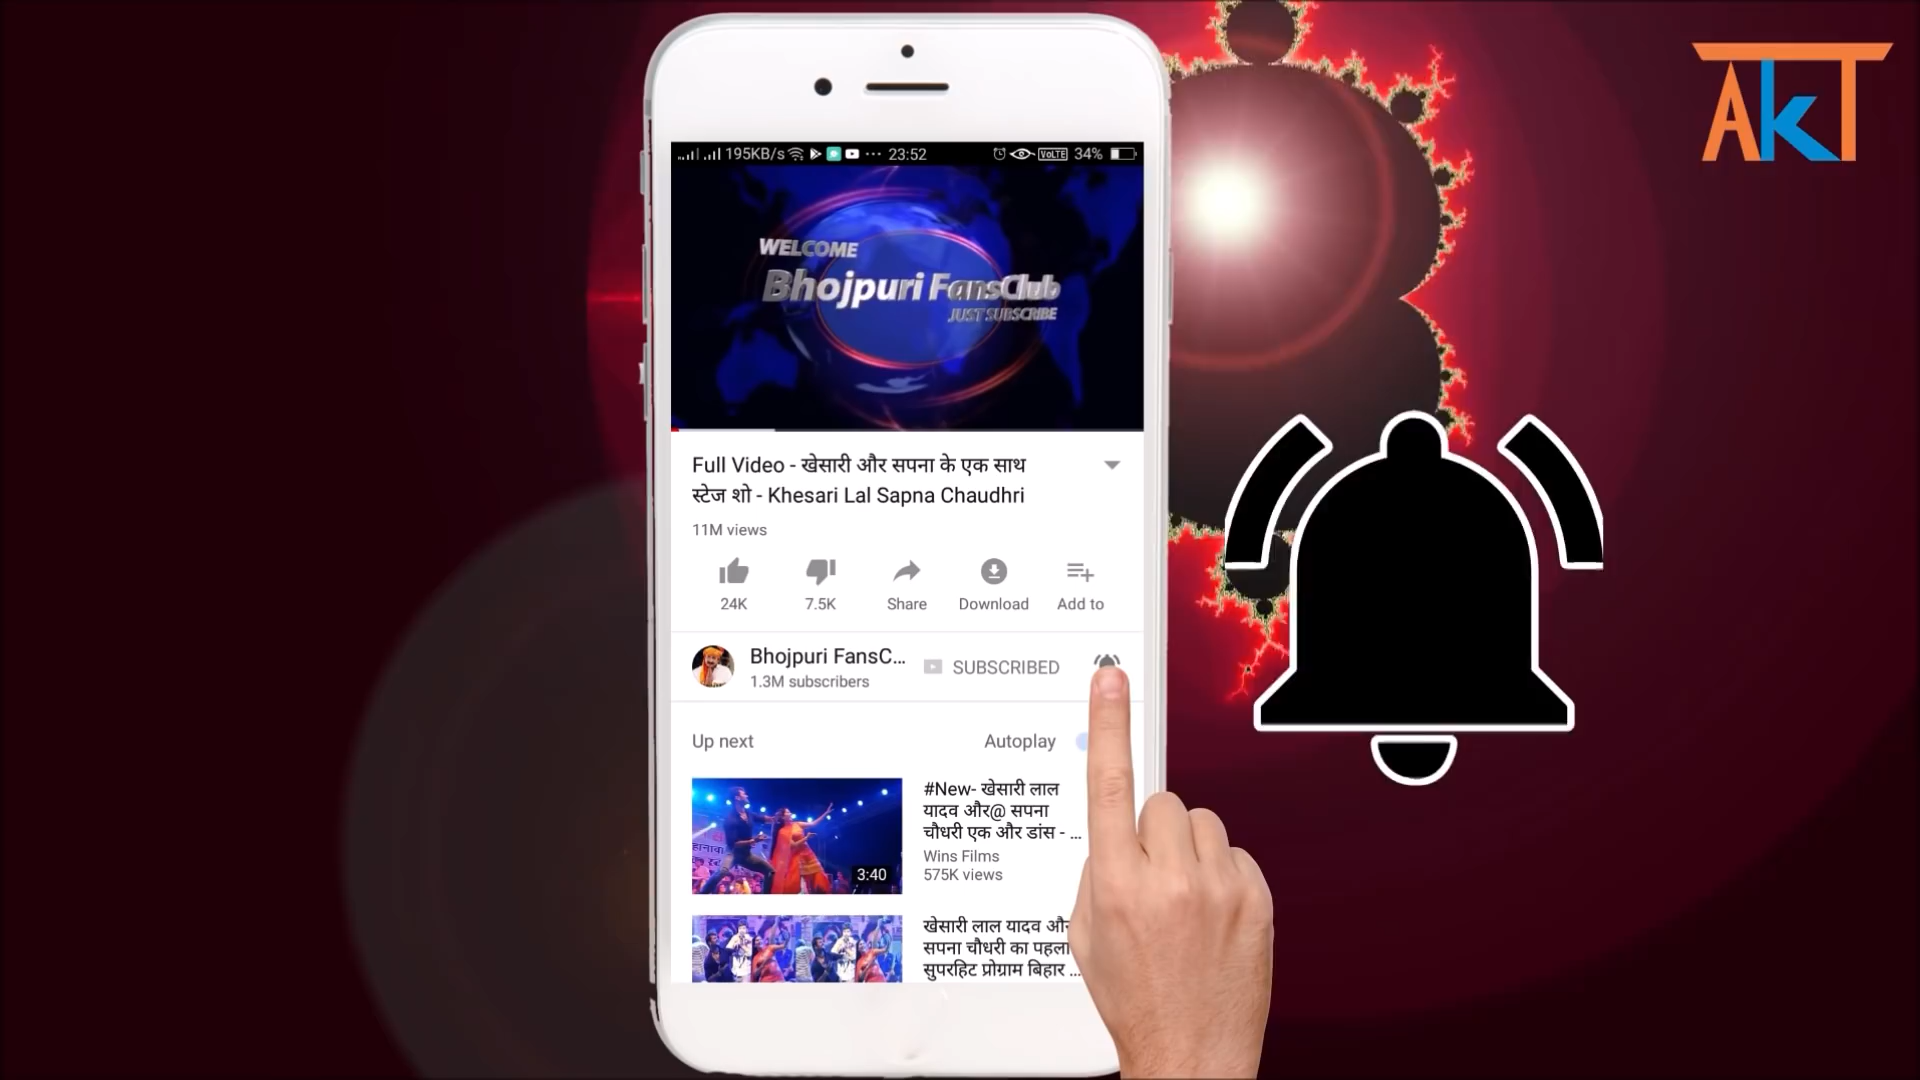 AKT
195KB/s ··· 23:52 VoLTE 34%
WELCOME
Bhojpuri FansClub
JUST SUBSCRIBE
Full Video - खेसारी और सपना के एक साथ
स्टेज शो - Khesari Lal Sapna Chaudhri
11M views
24K 7.5K Share Download Add to
Bhojpuri FansC...
SUBSCRIBED
1.3M subscribers
Up next Autoplay
#New- खेसारी लाल
यादव और@ सपना
चौधरी एक और डांस - ...
Wins Films
575K views
3:40
खेसारी लाल यादव और
सपना चौधरी का पहला
सुपरहिट प्रोग्राम बिहार ...